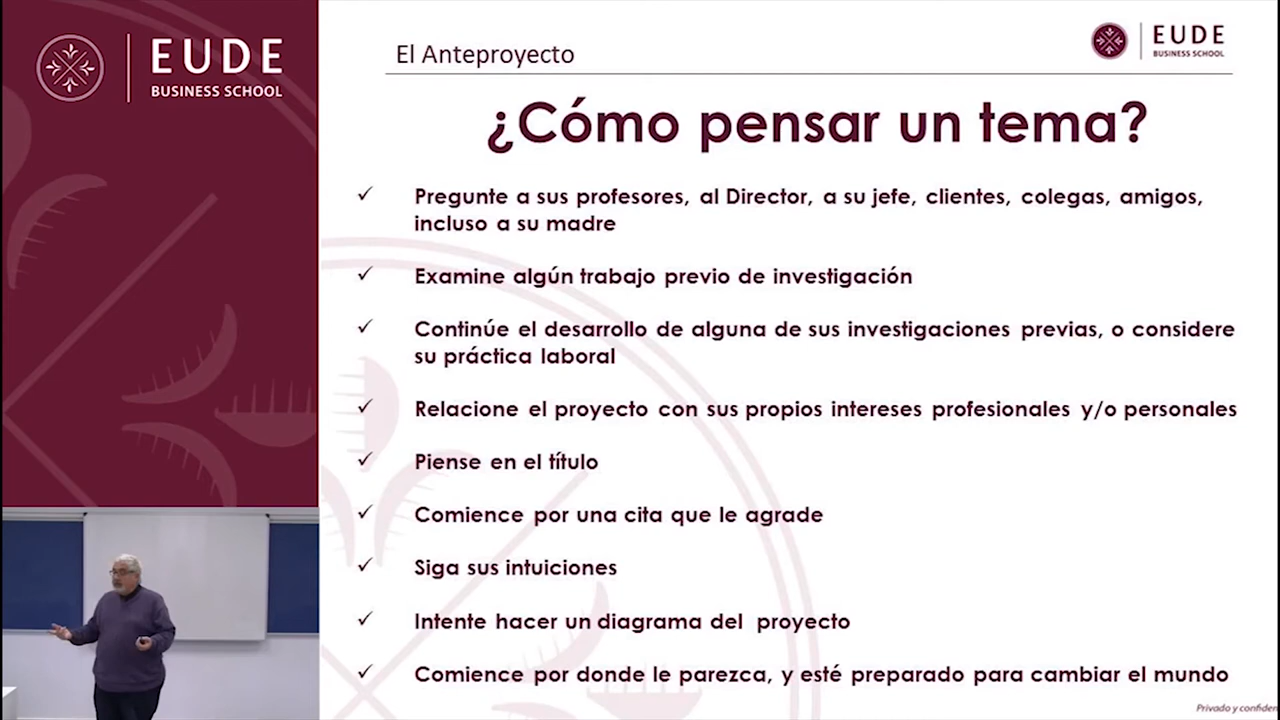 EUDE
BUSINESS SCHOOL
El Anteproyecto
EUDE
BUSINESS SCHOOL
¿Cómo pensar un tema?
✓ Pregunte a sus profesores, al Director, a su jefe, clientes, colegas, amigos,
incluso a su madre
✓ Examine algún trabajo previo de investigación
✓ Continúe el desarrollo de alguna de sus investigaciones previas, o considere
su práctica laboral
✓ Relacione el proyecto con sus propios intereses profesionales y/o personales
✓ Piense en el título
✓ Comience por una cita que le agrade
✓ Siga sus intuiciones
✓ Intente hacer un diagrama del proyecto
✓ Comience por donde le parezca, y esté preparado para cambiar el mundo
Privado y confiden